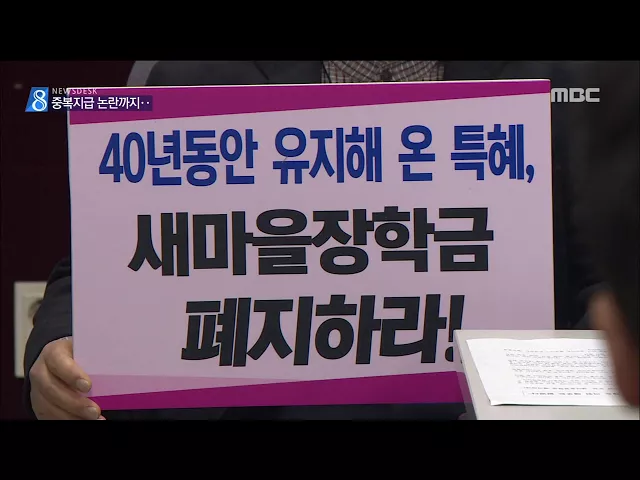 8 NEWSDESK
중복지급 논란까지‥
MBC
40년동안 유지해 온 특혜,
새마을장학금
폐지하라!